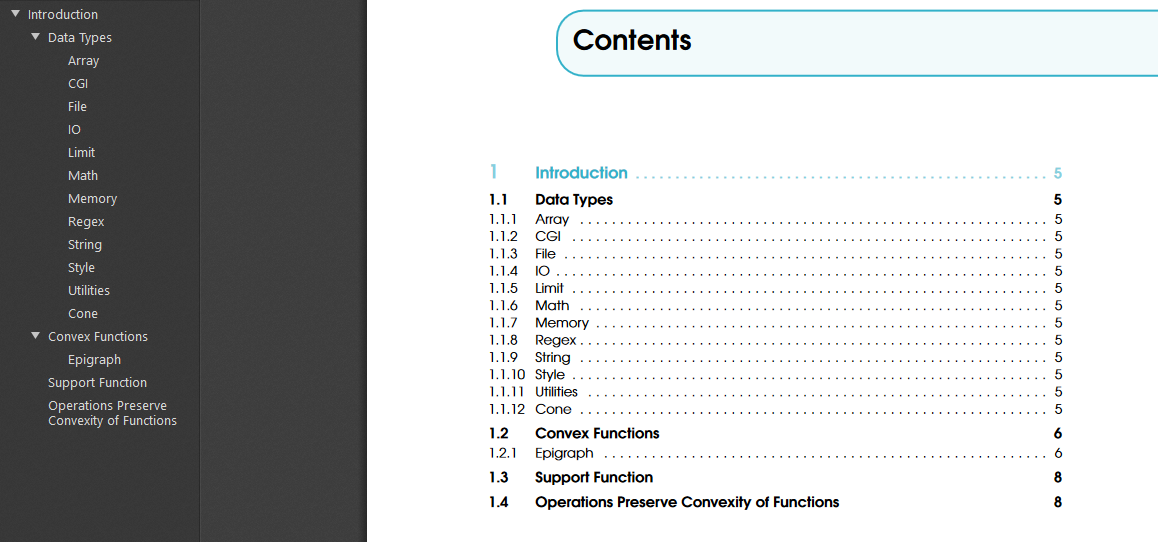 Introduction
Data Types
Array
CGI
File
IO
Limit
Math
Memory
Regex
String
Style
Utilities
Cone
Convex Functions
Epigraph
Support Function
Operations Preserve
Convexity of Functions
Contents
1 Introduction . . . . . . . . . . . . . . . . . . . . . . . . . . . . . . . . . . . . . . . . . . . . . . . . . . . . 5
1.1 Data Types 5
1.1.1 Array . . . . . . . . . . . . . . . . . . . . . . . . . . . . . . . . . . . . . . . . . . . . . . . . . . . . . . . . . . . 5
1.1.2 CGI . . . . . . . . . . . . . . . . . . . . . . . . . . . . . . . . . . . . . . . . . . . . . . . . . . . . . . . . . . . . 5
1.1.3 File . . . . . . . . . . . . . . . . . . . . . . . . . . . . . . . . . . . . . . . . . . . . . . . . . . . . . . . . . . . . . 5
1.1.4 IO . . . . . . . . . . . . . . . . . . . . . . . . . . . . . . . . . . . . . . . . . . . . . . . . . . . . . . . . . . . . . . 5
1.1.5 Limit . . . . . . . . . . . . . . . . . . . . . . . . . . . . . . . . . . . . . . . . . . . . . . . . . . . . . . . . . . . . 5
1.1.6 Math . . . . . . . . . . . . . . . . . . . . . . . . . . . . . . . . . . . . . . . . . . . . . . . . . . . . . . . . . . . 5
1.1.7 Memory . . . . . . . . . . . . . . . . . . . . . . . . . . . . . . . . . . . . . . . . . . . . . . . . . . . . . . . . . 5
1.1.8 Regex . . . . . . . . . . . . . . . . . . . . . . . . . . . . . . . . . . . . . . . . . . . . . . . . . . . . . . . . . . . 5
1.1.9 String . . . . . . . . . . . . . . . . . . . . . . . . . . . . . . . . . . . . . . . . . . . . . . . . . . . . . . . . . . . 5
1.1.10 Style . . . . . . . . . . . . . . . . . . . . . . . . . . . . . . . . . . . . . . . . . . . . . . . . . . . . . . . . . . . . 5
1.1.11 Utilities . . . . . . . . . . . . . . . . . . . . . . . . . . . . . . . . . . . . . . . . . . . . . . . . . . . . . . . . . . 5
1.1.12 Cone . . . . . . . . . . . . . . . . . . . . . . . . . . . . . . . . . . . . . . . . . . . . . . . . . . . . . . . . . . . 5
1.2 Convex Functions 6
1.2.1 Epigraph . . . . . . . . . . . . . . . . . . . . . . . . . . . . . . . . . . . . . . . . . . . . . . . . . . . . . . . . 6
1.3 Support Function 8
1.4 Operations Preserve Convexity of Functions 8